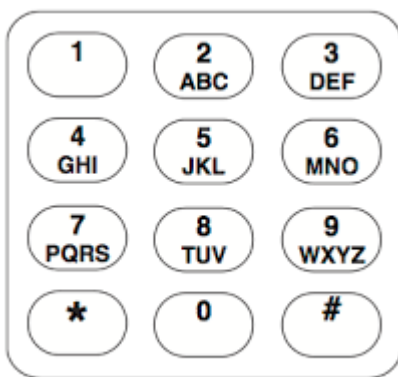 1 2 3
ABC DEF
4 5 6
GHI JKL MNO
7 8 9
PQRS TUV WXYZ
* 0 #